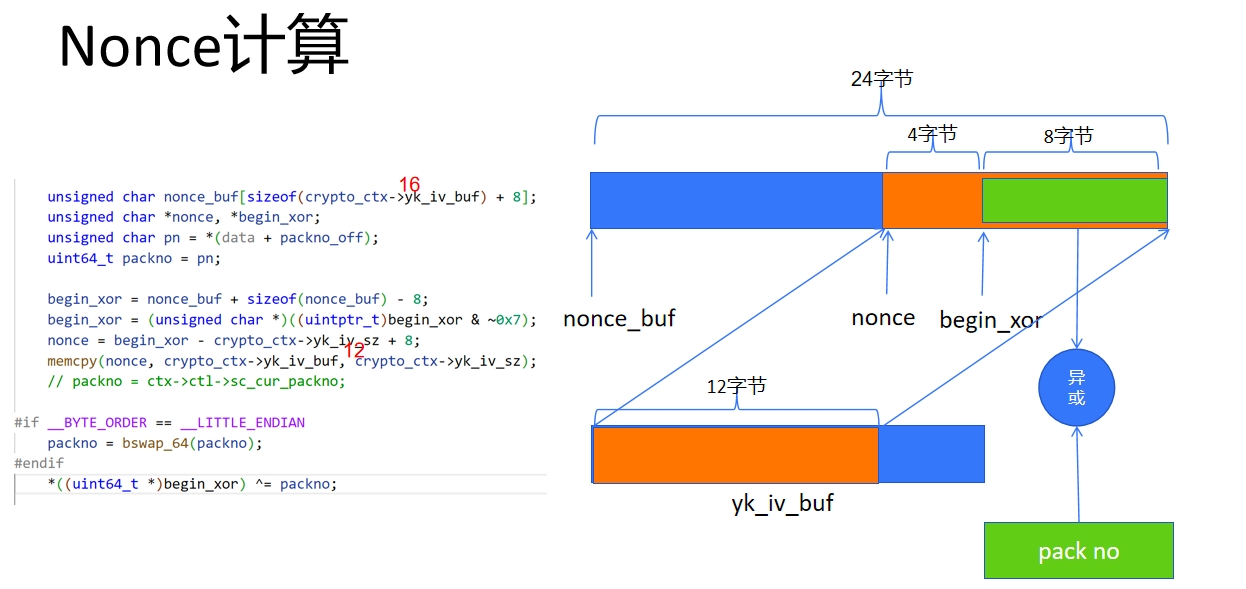 Nonce计算
16
unsigned char nonce_buf[sizeof(crypto_ctx->yk_iv_buf) + 8];
unsigned char *nonce, *begin_xor;
unsigned char pn = *(data + packno_off);
uint64_t packno = pn;
begin_xor = nonce_buf + sizeof(nonce_buf) - 8;
begin_xor = (unsigned char *)((uintptr_t)begin_xor & ~0x7);
nonce = begin_xor - crypto_ctx->yk_iv_sz + 8;
12
memcpy(nonce, crypto_ctx->yk_iv_buf, crypto_ctx->yk_iv_sz);
// packno = ctx->ctl->sc_cur_packno;
#if __BYTE_ORDER == __LITTLE_ENDIAN
packno = bswap_64(packno);
#endif
*((uint64_t *)begin_xor) ^= packno;
24字节
4字节
8字节
nonce_buf
nonce
begin_xor
异
或
12字节
yk_iv_buf
pack no